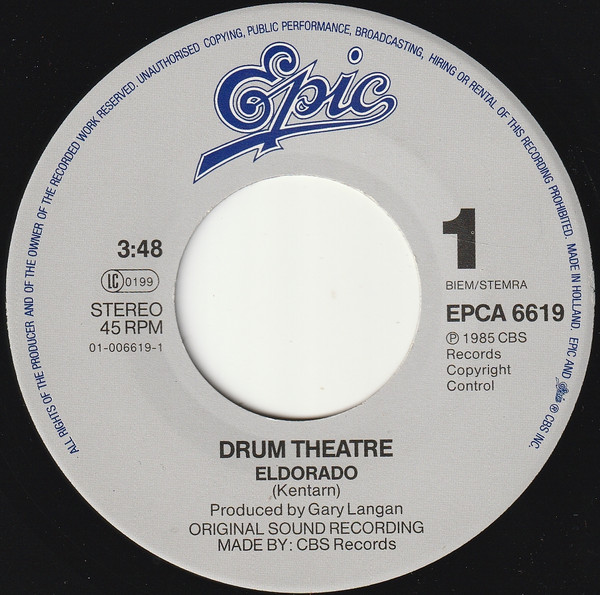 ALL RIGHTS OF THE PRODUCER AND OF THE OWNER OF THE RECORDED WORK RESERVED. UNAUTHORISED COPYING, PUBLIC PERFORMANCE, BROADCASTING, HIRING OR RENTAL OF THIS RECORDING PROHIBITED. MADE IN HOLLAND. EPIC AND Epic ® CBS INC.
Epic
3:48
LC 0199
STEREO
45 RPM
01-006619-1
1
BIEM/STEMRA
EPCA 6619
℗ 1985 CBS
Records
Copyright
Control
DRUM THEATRE
ELDORADO
(Kentarn)
Produced by Gary Langan
ORIGINAL SOUND RECORDING
MADE BY: CBS Records